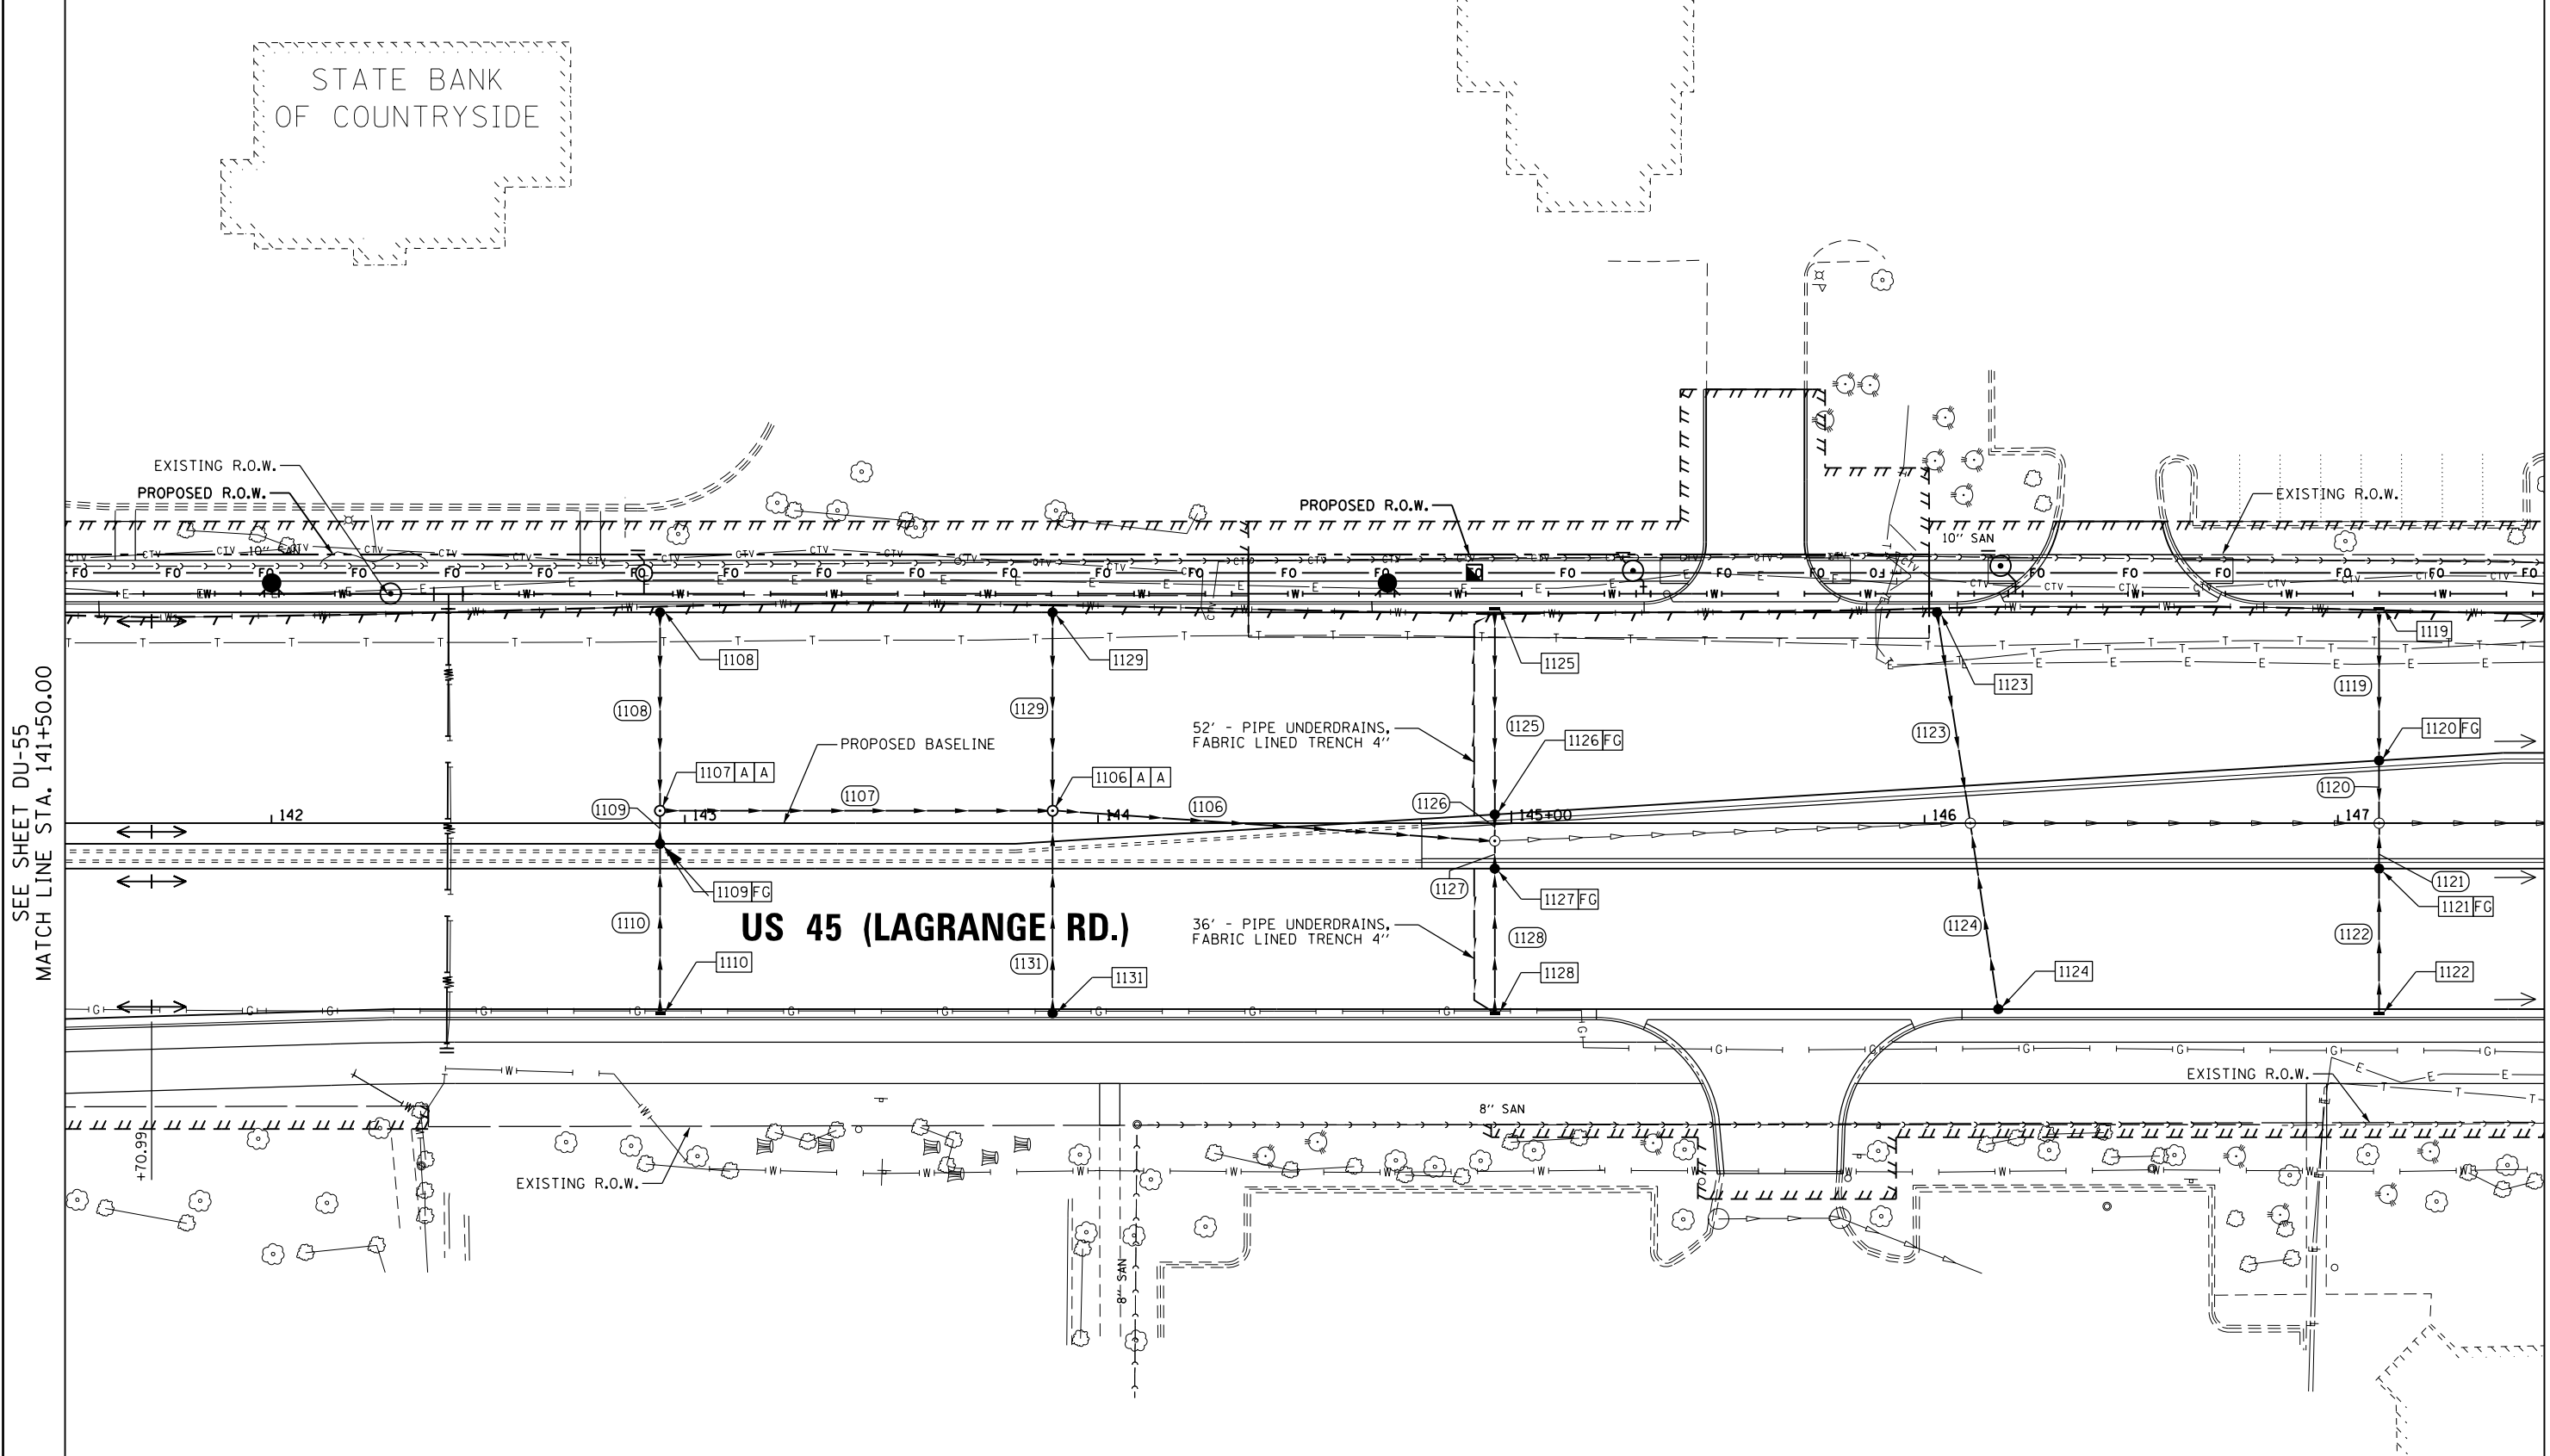 STATE BANK
OF COUNTRYSIDE
EXISTING R.O.W.
PROPOSED R.O.W.
PROPOSED R.O.W.
EXISTING R.O.W.
10" SAN
10" SAN
CTV
FO
E
W
T
1108
1129
1125
1123
1119
1108
1129
1125
1123
1119
52' - PIPE UNDERDRAINS,
FABRIC LINED TRENCH 4"
PROPOSED BASELINE
1126 FG
1120 FG
1107 A A
1106 A A
1107
1106
1109
1126
1120
142
143
144
145+00
146
147
SEE SHEET DU-55
MATCH LINE STA. 141+50.00
1109 FG
1127
1127 FG
1121
1121 FG
US 45 (LAGRANGE RD.)
36' - PIPE UNDERDRAINS,
FABRIC LINED TRENCH 4"
1110
1131
1128
1124
1122
1110
1131
1128
1124
1122
G
EXISTING R.O.W.
8" SAN
+70.99
EXISTING R.O.W.
8" SAN